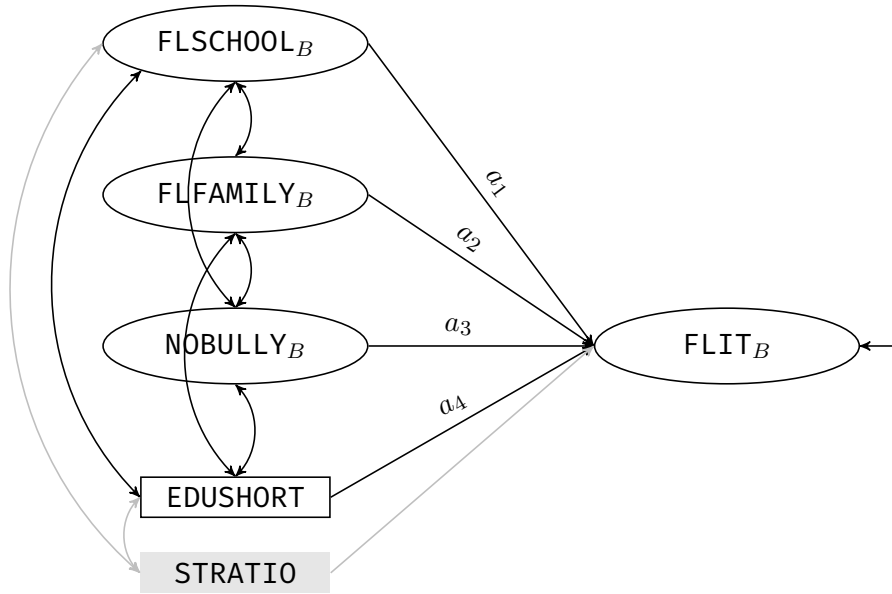 FLSCHOOL_B
a_1
FLFAMILY_B
a_2
NOBULLY_B
a_3
FLIT_B
a_4
EDUSHORT
STRATIO